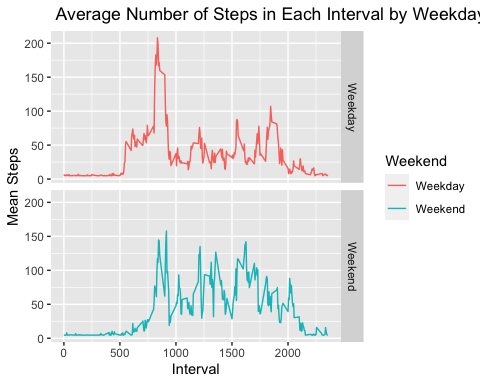 Average Number of Steps in Each Interval by Weekday
200
150
100
50
0
Weekday
200
150
100
50
0
Weekend
Mean Steps
0
500
1000
1500
2000
Interval
Weekend
Weekday
Weekend